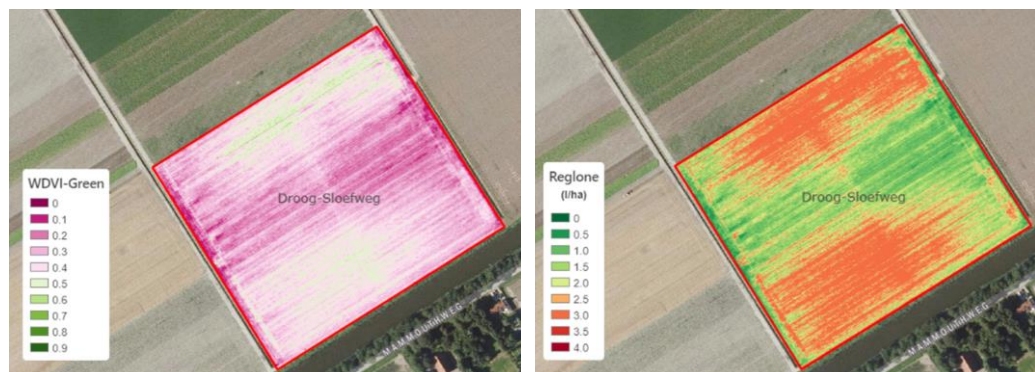 WDVI-Green
0
0.1
0.2
0.3
0.4
0.5
0.6
0.7
0.8
0.9
Droog-Sloefweg
MAMMOUTHWEG
Reglone
(l/ha)
0
0.5
1.0
1.5
2.0
2.5
3.0
3.5
4.0
Droog-Sloefweg
MAMMOUTHWEG